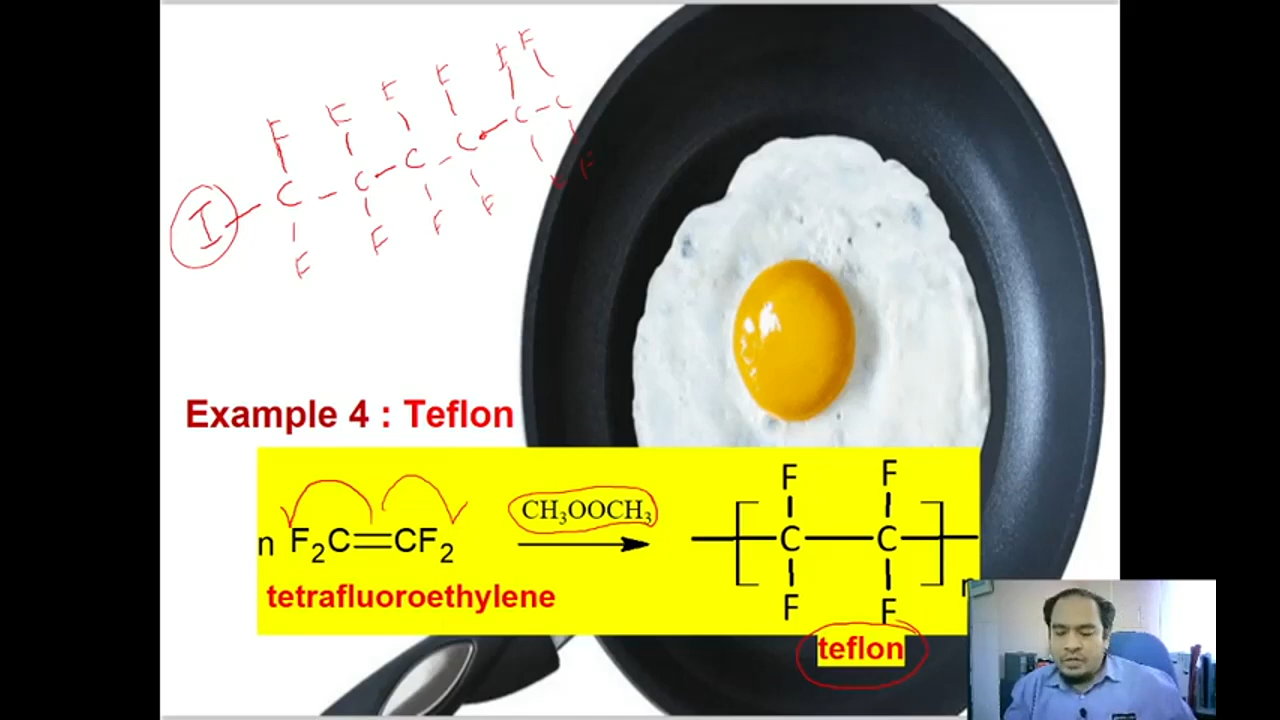 F F F F F F
I C C C C C C
F F F F F
Example 4 : Teflon
n F₂C=CF₂ CH₃OOCH₃
tetrafluoroethylene
F F
C C
n
F F
teflon